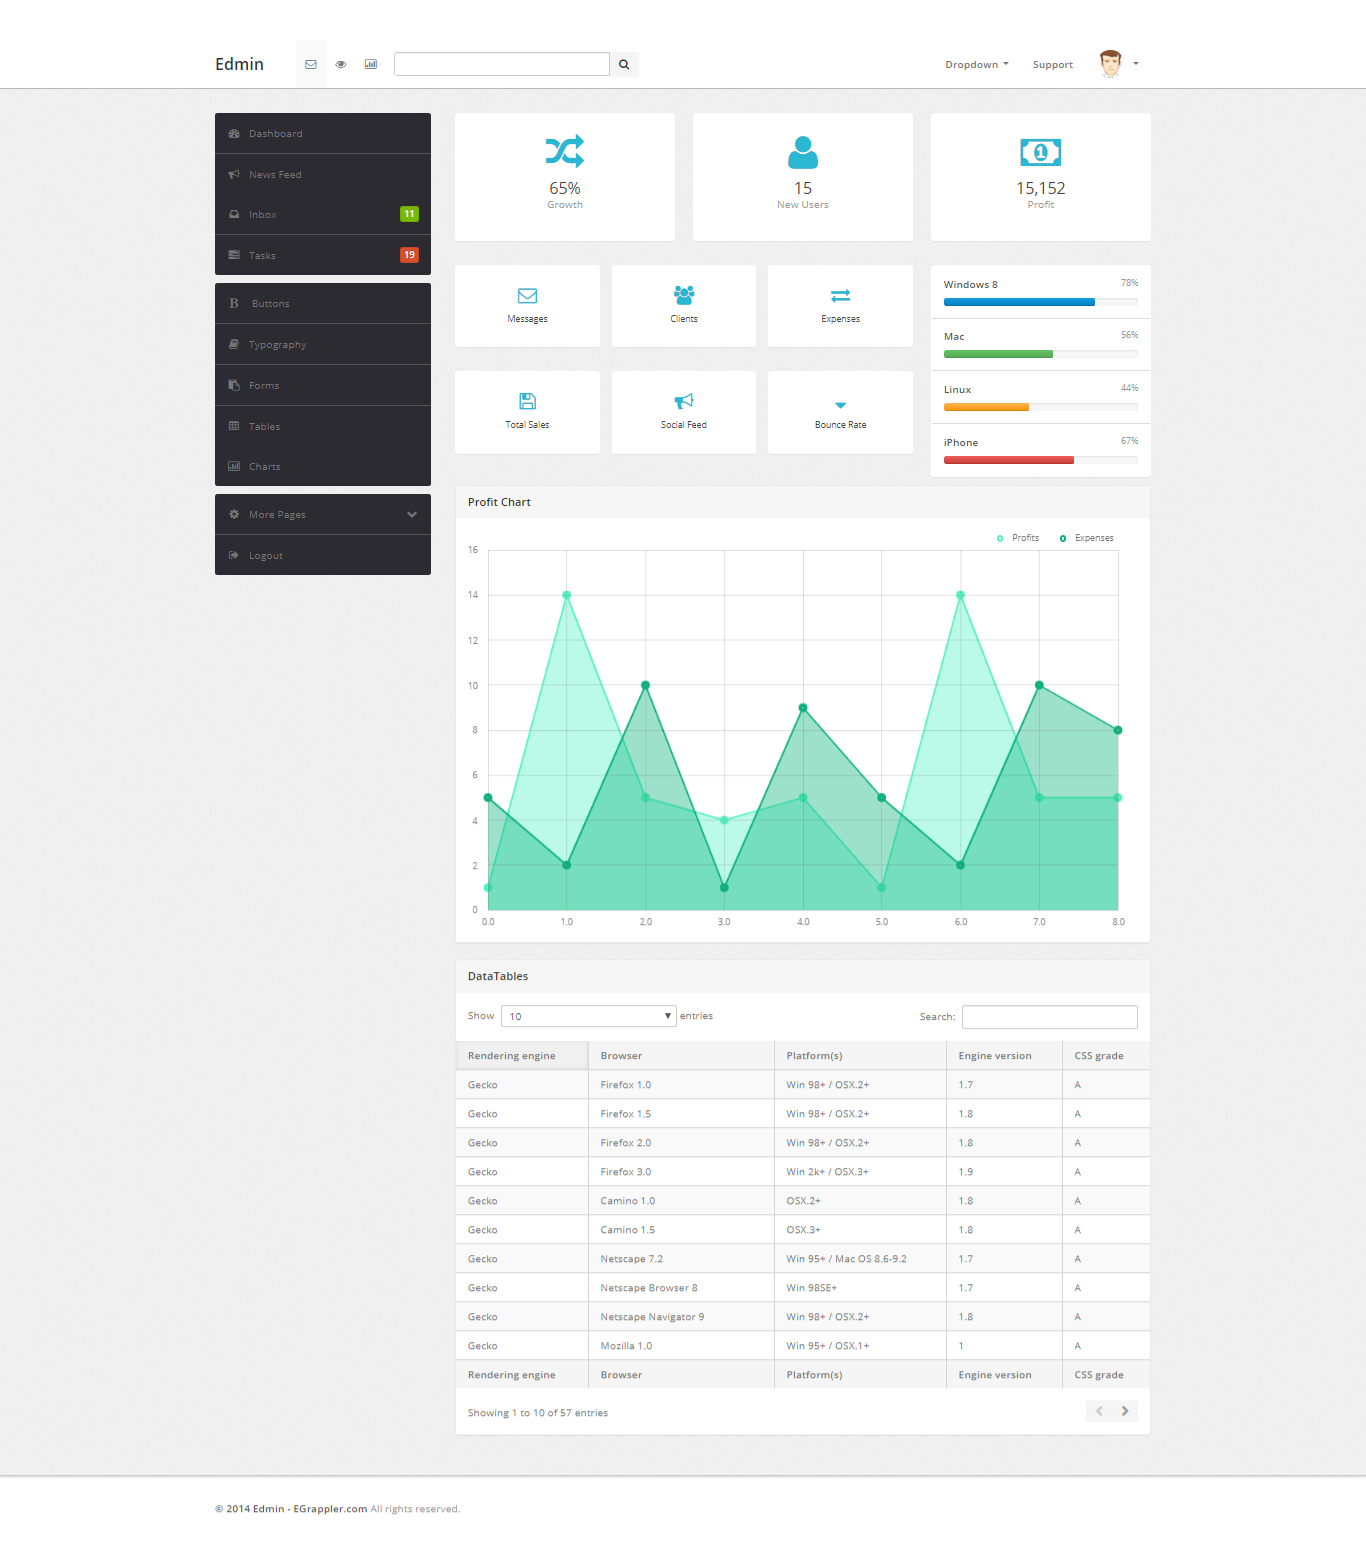 Edmin
Dropdown
Support
Dashboard
News Feed
Inbox 11
Tasks 19
B Buttons
Typography
Forms
Tables
Charts
More Pages
Logout
65%
Growth
15
New Users
1
15,152
Profit
Messages
Clients
Expenses
Total Sales
Social Feed
Bounce Rate
Windows 8 78%
Mac 56%
Linux 44%
iPhone 67%
Profit Chart
Profits Expenses
16
14
12
10
8
6
4
2
0
0.0 1.0 2.0 3.0 4.0 5.0 6.0 7.0 8.0
DataTables
Show 10 entries Search:
Rendering engine Browser Platform(s) Engine version CSS grade
Gecko Firefox 1.0 Win 98+ / OSX.2+ 1.7 A
Gecko Firefox 1.5 Win 98+ / OSX.2+ 1.8 A
Gecko Firefox 2.0 Win 98+ / OSX.2+ 1.8 A
Gecko Firefox 3.0 Win 2k+ / OSX.3+ 1.9 A
Gecko Camino 1.0 OSX.2+ 1.8 A
Gecko Camino 1.5 OSX.3+ 1.8 A
Gecko Netscape 7.2 Win 95+ / Mac OS 8.6-9.2 1.7 A
Gecko Netscape Browser 8 Win 98SE+ 1.7 A
Gecko Netscape Navigator 9 Win 98+ / OSX.2+ 1.8 A
Gecko Mozilla 1.0 Win 95+ / OSX.1+ 1 A
Rendering engine Browser Platform(s) Engine version CSS grade
Showing 1 to 10 of 57 entries
© 2014 Edmin - EGrappler.com All rights reserved.